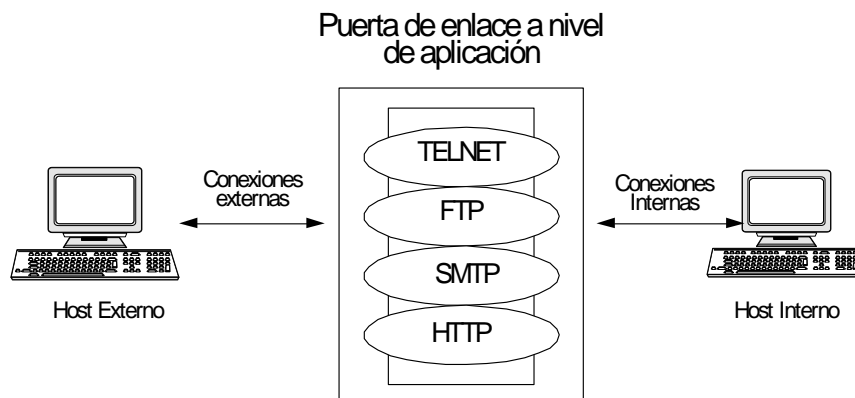 Puerta de enlace a nivel
de aplicación
TELNET
Conexiones
externas
Conexiones
Internas
FTP
SMTP
Host Externo
Host Interno
HTTP